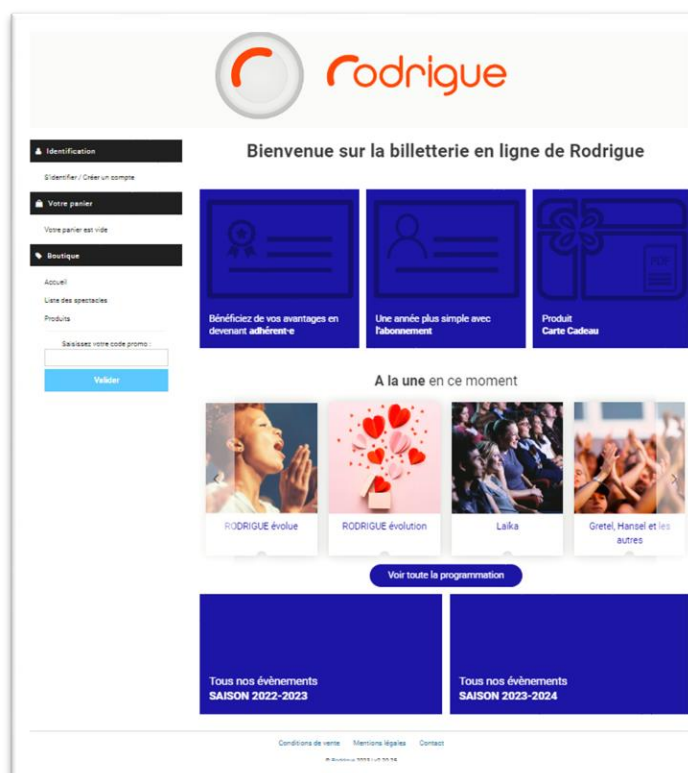 rodrigue
Identification
S'identifier / Créer un compte
Votre panier
Votre panier est vide
Boutique
Accueil
Liste des spectacles
Produits
Saisissez votre code promo :
Valider
Bienvenue sur la billetterie en ligne de Rodrigue
Bénéficiez de vos avantages en
devenant adhérent·e
Une année plus simple avec
l'abonnement
PDF
Produit
Carte Cadeau
A la une en ce moment
RODRIGUE évolue
RODRIGUE évolution
Laïka
Gretel, Hansel et les
autres
Voir toute la programmation
Tous nos évènements
SAISON 2022-2023
Tous nos évènements
SAISON 2023-2024
Conditions de vente Mentions légales Contact